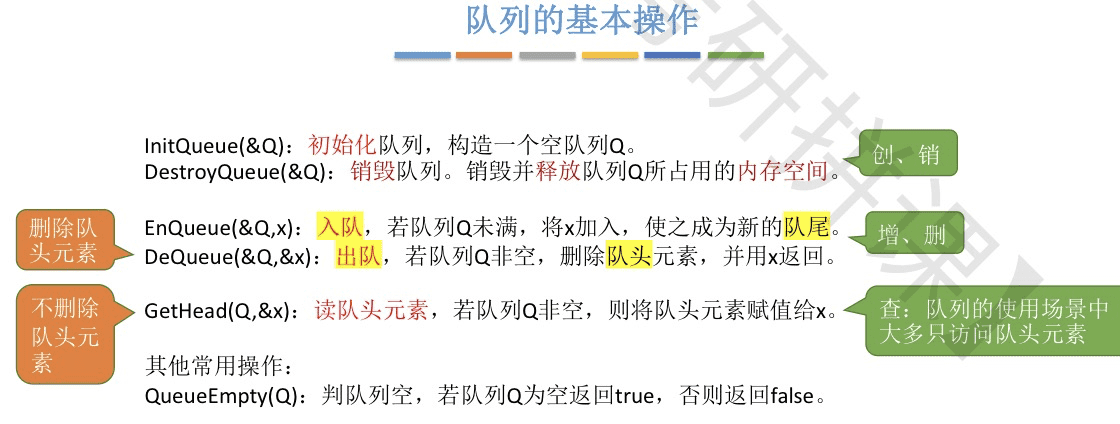 队列的基本操作
InitQueue(&Q)：初始化队列，构造一个空队列Q。
DestroyQueue(&Q)：销毁队列。销毁并释放队列Q所占用的内存空间。
创、销
删除队
头元素
EnQueue(&Q,x)：入队，若队列Q未满，将x加入，使之成为新的队尾。
DeQueue(&Q,&x)：出队，若队列Q非空，删除队头元素，并用x返回。
增、删
不删除
队头元
素
GetHead(Q,&x)：读队头元素，若队列Q非空，则将队头元素赋值给x。
查：队列的使用场景中
大多只访问队头元素
其他常用操作：
QueueEmpty(Q)：判队列空，若队列Q为空返回true，否则返回false。
研拼课】